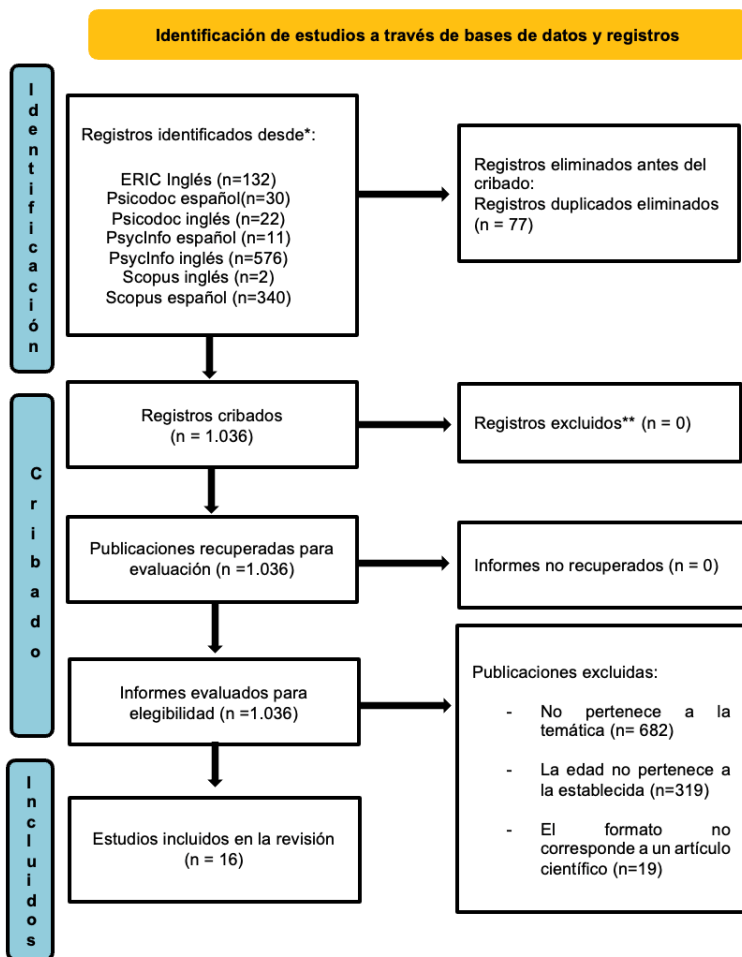 Identificación de estudios a través de bases de datos y registros
Identificación
Registros identificados desde*:
ERIC Inglés (n=132)
Psicodoc español(n=30)
Psicodoc inglés (n=22)
PsycInfo español (n=11)
PsycInfo inglés (n=576)
Scopus inglés (n=2)
Scopus español (n=340)
Registros eliminados antes del
cribado:
Registros duplicados eliminados
(n = 77)
Cribado
Registros cribados
(n = 1.036)
Registros excluidos** (n = 0)
Publicaciones recuperadas para
evaluación (n =1.036)
Informes no recuperados (n = 0)
Informes evaluados para
elegibilidad (n =1.036)
Publicaciones excluidas:
- No pertenece a la
temática (n= 682)
- La edad no pertenece a
la establecida (n=319)
- El formato no
corresponde a un artículo
científico (n=19)
Incluidos
Estudios incluidos en la revisión
(n = 16)